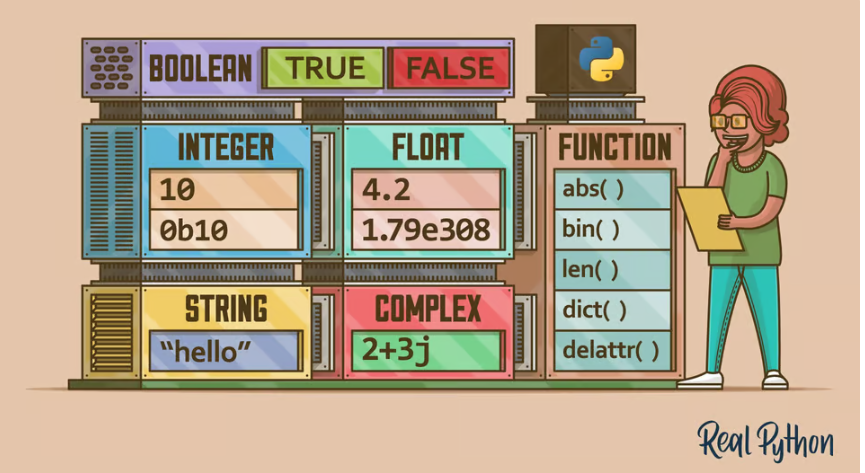 BOOLEAN TRUE FALSE
INTEGER
10
0b10
FLOAT
4.2
1.79e308
FUNCTION
abs( )
bin( )
len( )
dict( )
delattr( )
STRING
“hello”
COMPLEX
2+3j
Real Python